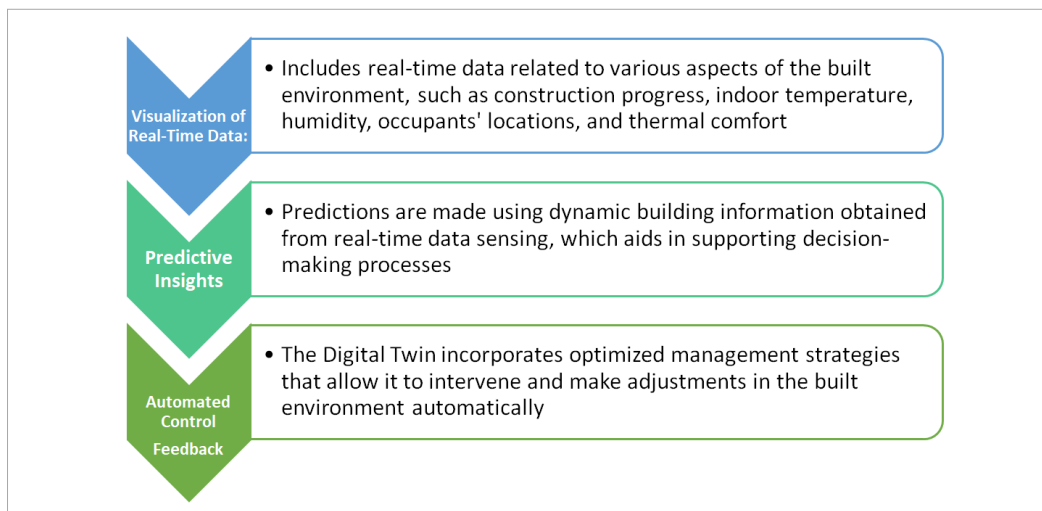 Visualization of
Real-Time Data:
• Includes real-time data related to various aspects of the built
environment, such as construction progress, indoor temperature,
humidity, occupants' locations, and thermal comfort
Predictive
Insights
• Predictions are made using dynamic building information obtained
from real-time data sensing, which aids in supporting decision-
making processes
Automated
Control
Feedback
• The Digital Twin incorporates optimized management strategies
that allow it to intervene and make adjustments in the built
environment automatically